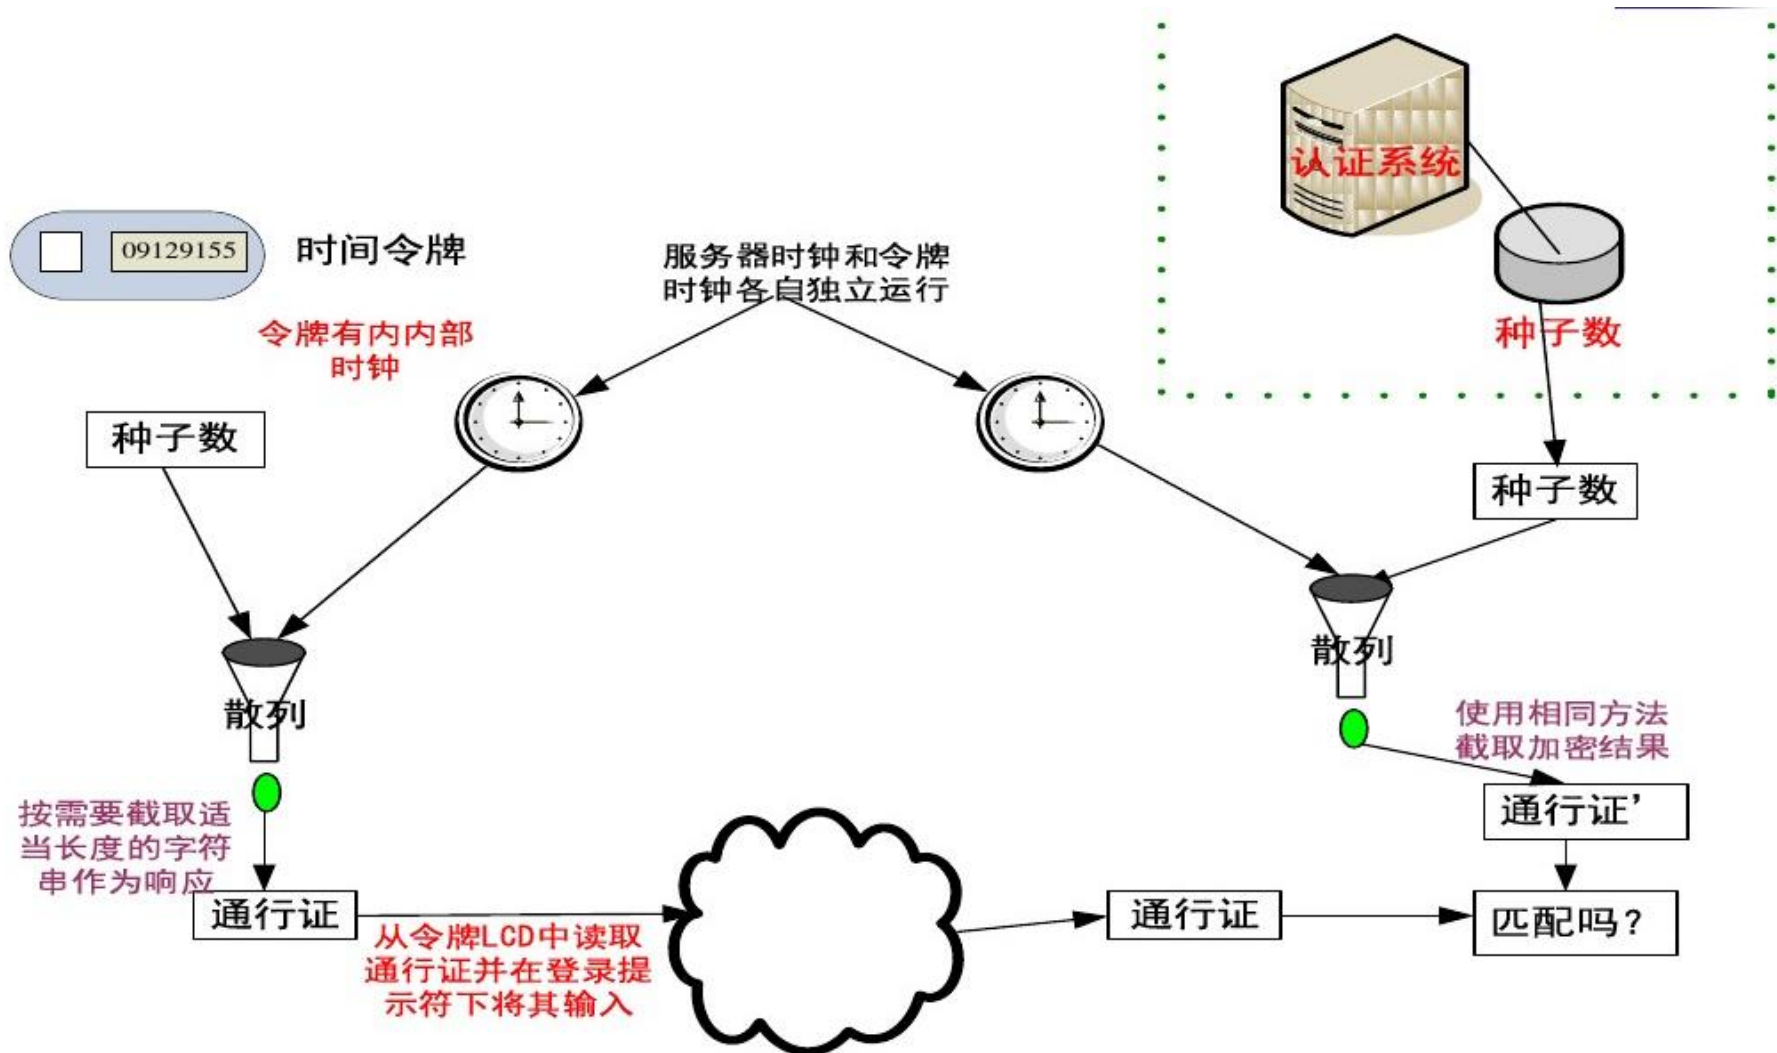 认证系统
09129155
时间令牌
服务器时钟和令牌
时钟各自独立运行
种子数
令牌有内内部
时钟
种子数
种子数
散列
散列
使用相同方法
截取加密结果
按需要截取适
当长度的字符
串作为响应
通行证’
通行证
通行证
匹配吗？
从令牌LCD中读取
通行证并在登录提
示符下将其输入